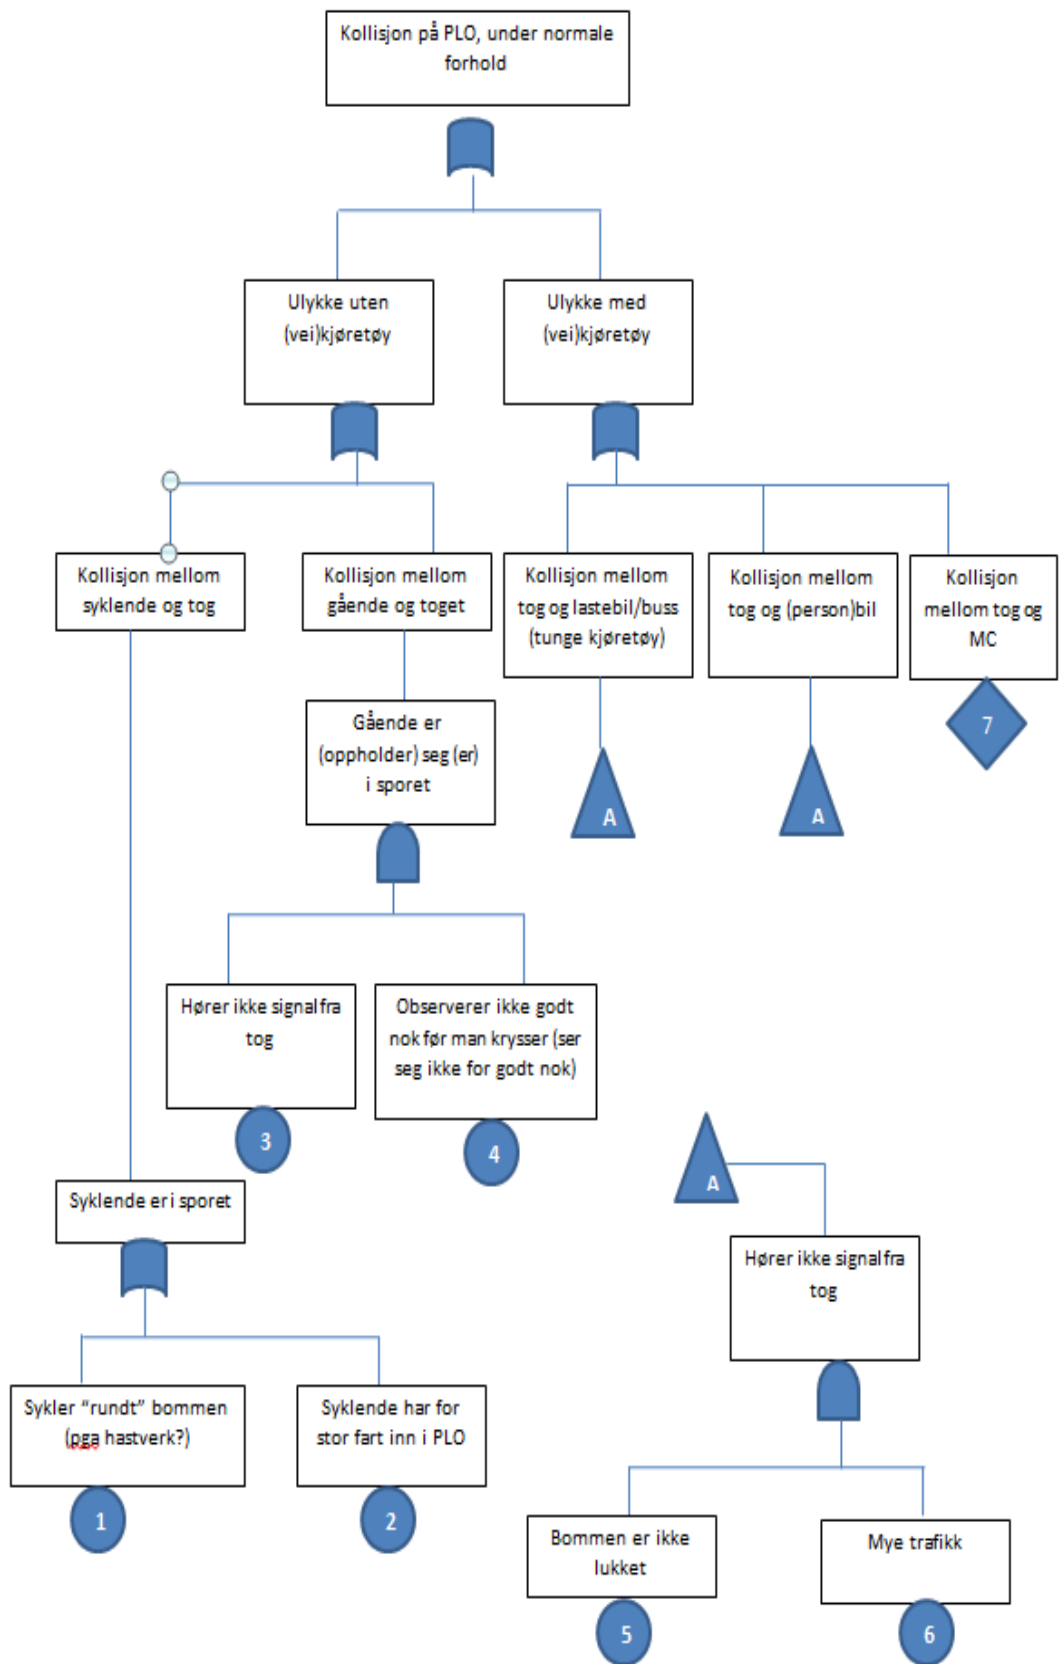 Kollisjon på PLO, under normale
forhold
Ulykke uten
(vei)kjøretøy
Ulykke med
(vei)kjøretøy
Kollisjon mellom
syklende og tog
Kollisjon mellom
gående og toget
Kollisjon mellom
tog og lastebil/buss
(tunge kjøretøy)
Kollisjon mellom
tog og (person)bil
Kollisjon
mellom tog og
MC
7
Gående er
(oppholder) seg (er)
i sporet
A
A
Hører ikke signal fra
tog
Observerer ikke godt
nok før man krysser (ser
seg ikke for godt nok)
3
4
A
Syklende er i sporet
Hører ikke signal fra
tog
Sykler “rundt” bommen
(pga hastverk?)
Syklende har for
stor fart inn i PLO
1
2
Bommen er ikke
lukket
Mye trafikk
5
6